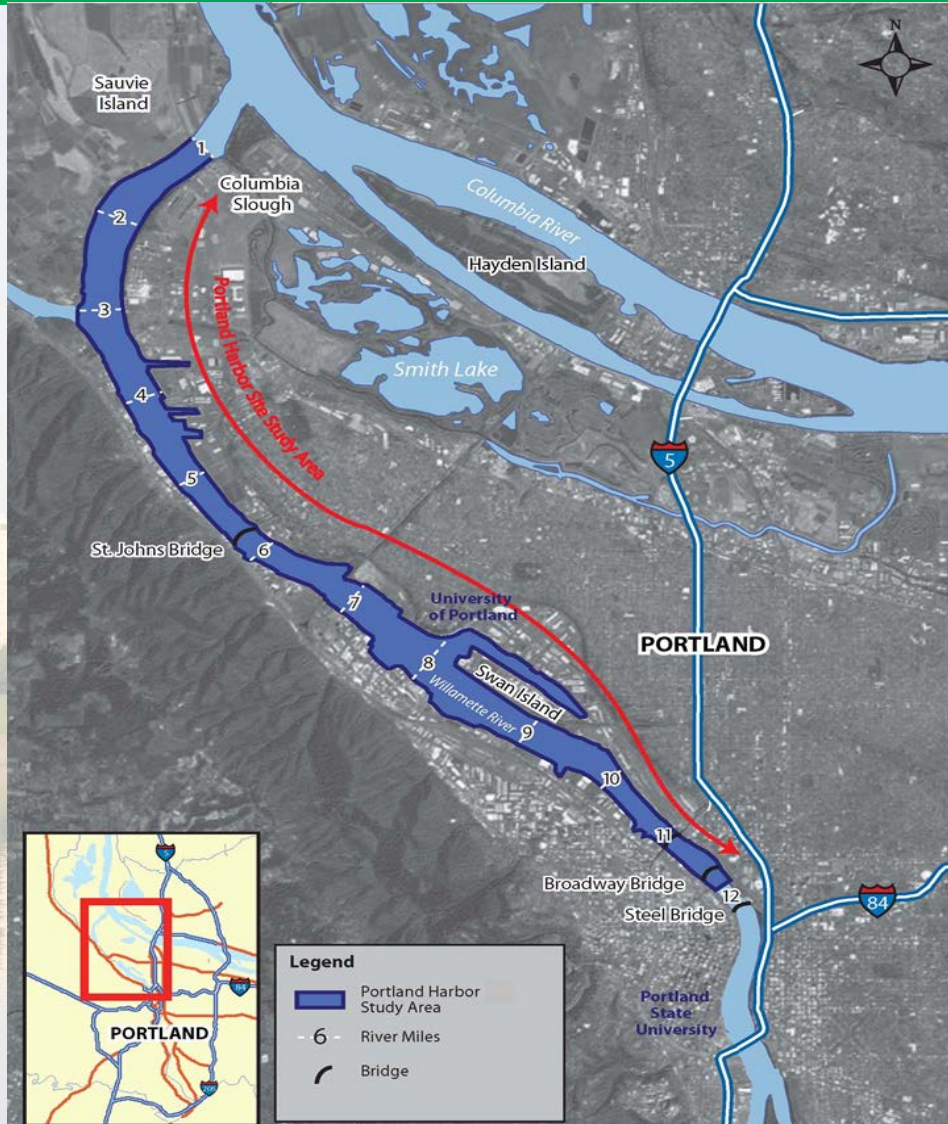 N
Sauvie
Island
1
Columbia
Slough
2
Columbia River
Hayden Island
3
Portland Harbor Site Study Area
Smith Lake
4
5
5
St. Johns Bridge
6
7
University
of Portland
PORTLAND
8
Swan Island
Willamette River
9
10
11
Broadway Bridge
12
84
Steel Bridge
Portland
State
University
5
84
PORTLAND
205
Legend
Portland Harbor
Study Area
6
River Miles
Bridge